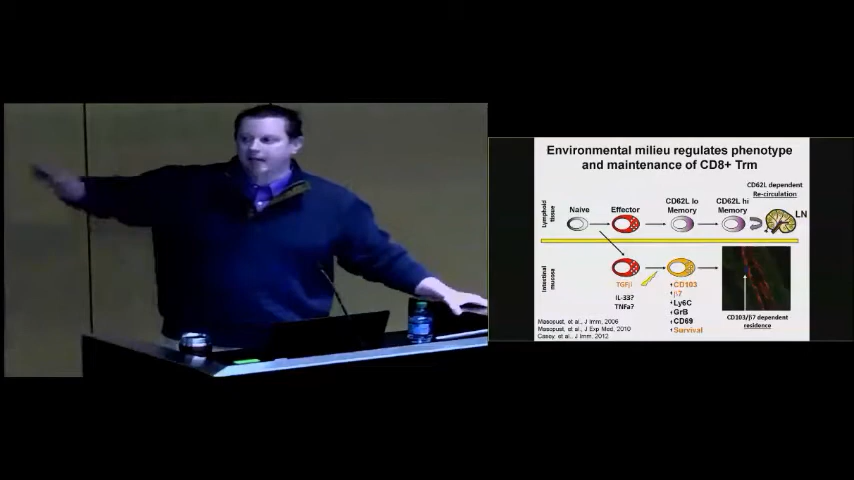 Environmental milieu regulates phenotype
and maintenance of CD8+ Trm
CD62L dependent
Re-circulation
Lymphoid
tissue
Naive
Effector
CD62L lo
Memory
CD62L hi
Memory
LN
Intestinal
mucosa
TGFβ
IL-33?
TNFa?
CD103
β7
Ly6C
GrB
CD69
Survival
CD103/β7 dependent
residence
Masopust, et al., J Imm, 2006
Masopust, et al., J Exp Med, 2010
Casey, et al., J Imm, 2012